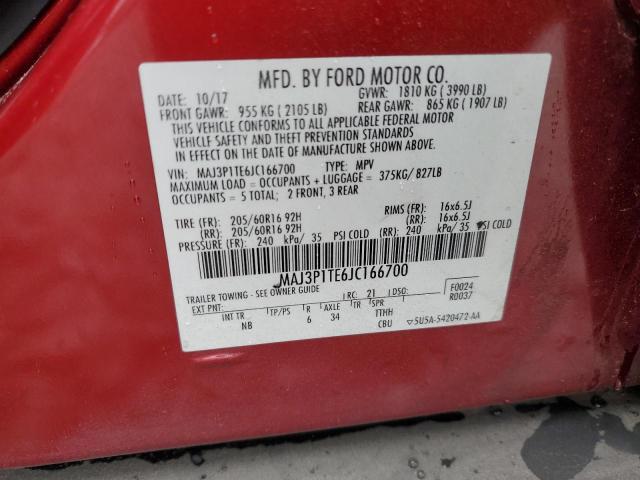 MFD. BY FORD MOTOR CO.
DATE: 10/17 GVWR: 1810 KG ( 3990 LB)
FRONT GAWR: 955 KG ( 2105 LB) REAR GAWR: 865 KG ( 1907 LB)
THIS VEHICLE CONFORMS TO ALL APPLICABLE FEDERAL MOTOR
VEHICLE SAFETY AND THEFT PREVENTION STANDARDS
IN EFFECT ON THE DATE OF MANUFACTURE SHOWN ABOVE.
VIN: MAJ3P1TE6JC166700 TYPE: MPV
MAXIMUM LOAD = OCCUPANTS + LUGGAGE = 375KG/ 827LB
OCCUPANTS = 5 TOTAL; 2 FRONT, 3 REAR
TIRE (FR): 205/60R16 92H RIMS (FR): 16x6.5J
(RR): 205/60R16 92H (RR): 16x6.5J
PRESSURE (FR): 240 kPa/ 35 PSI COLD (RR): 240 kPa/ 35 PSI COLD
MAJ3P1TE6JC166700
TRAILER TOWING - SEE OWNER GUIDE
EXT PNT: RC: 21 DSO: F0024
R0037
INT TR TP/PS R AXLE TR SPR
NB 6 34 TTHH
CBU ▽5U5A-5420472-AA